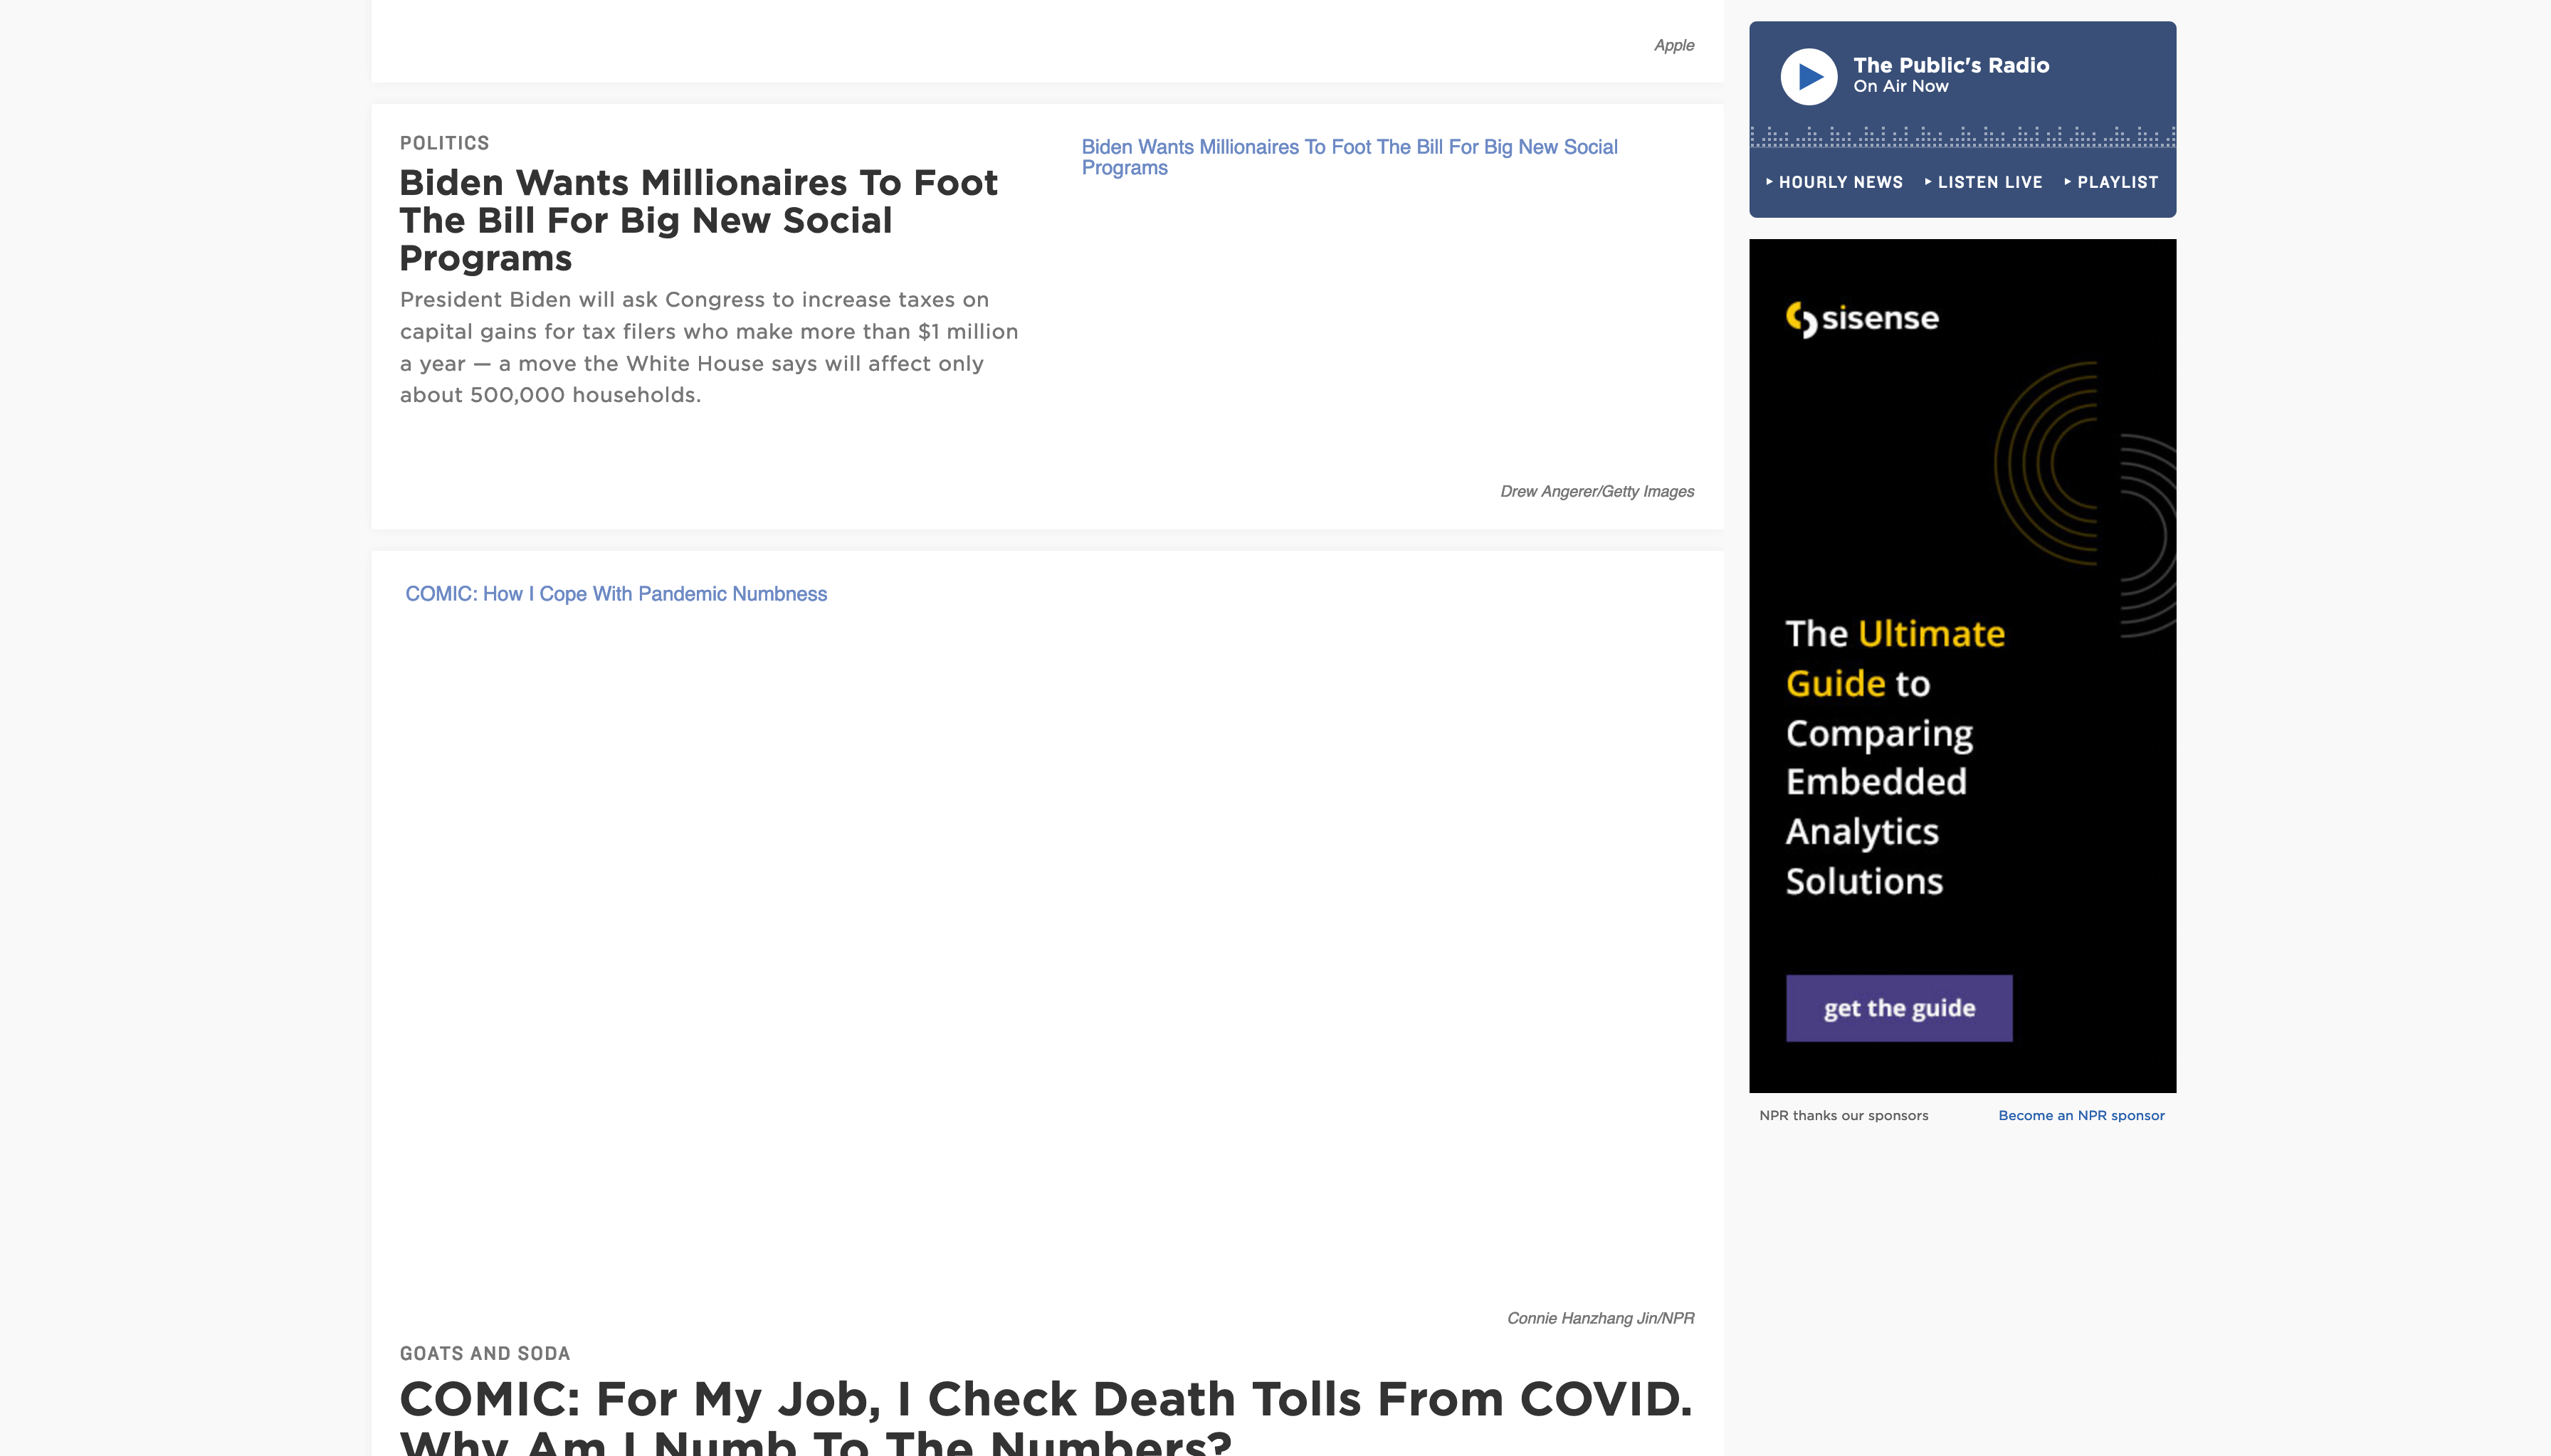 Apple
POLITICS
Biden Wants Millionaires To Foot
The Bill For Big New Social
Programs
President Biden will ask Congress to increase taxes on
capital gains for tax filers who make more than $1 million
a year — a move the White House says will affect only
about 500,000 households.
Biden Wants Millionaires To Foot The Bill For Big New Social
Programs
Drew Angerer/Getty Images
COMIC: How I Cope With Pandemic Numbness
Connie Hanzhang Jin/NPR
GOATS AND SODA
COMIC: For My Job, I Check Death Tolls From COVID.
Why Am I Numb To The Numbers?
The Public's Radio
On Air Now
HOURLY NEWS LISTEN LIVE PLAYLIST
sisense
The Ultimate
Guide to
Comparing
Embedded
Analytics
Solutions
get the guide
NPR thanks our sponsors Become an NPR sponsor